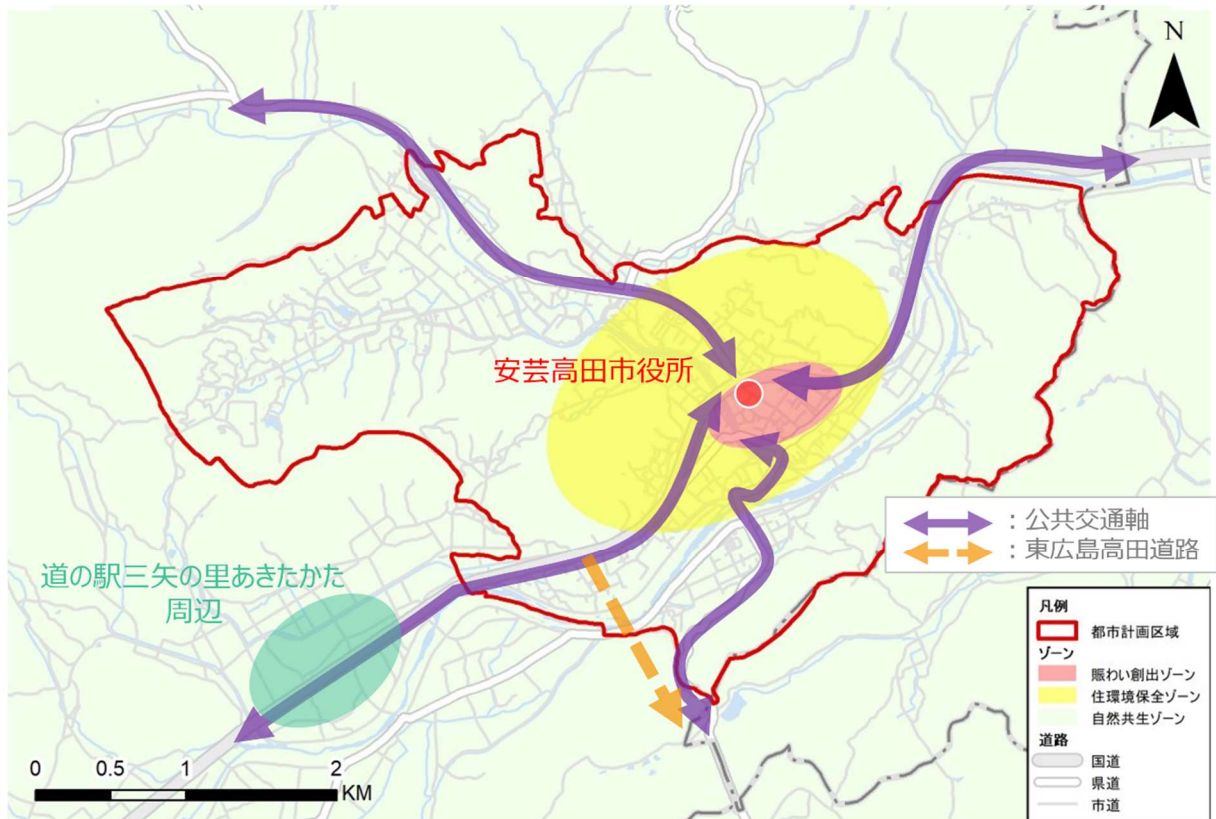 N
安芸高田市役所
道の駅三矢の里あきたかた
周辺
：公共交通軸
：東広島高田道路
凡例
都市計画区域
ゾーン
賑わい創出ゾーン
住環境保全ゾーン
自然共生ゾーン
道路
国道
県道
市道
0 0.5 1 2
KM